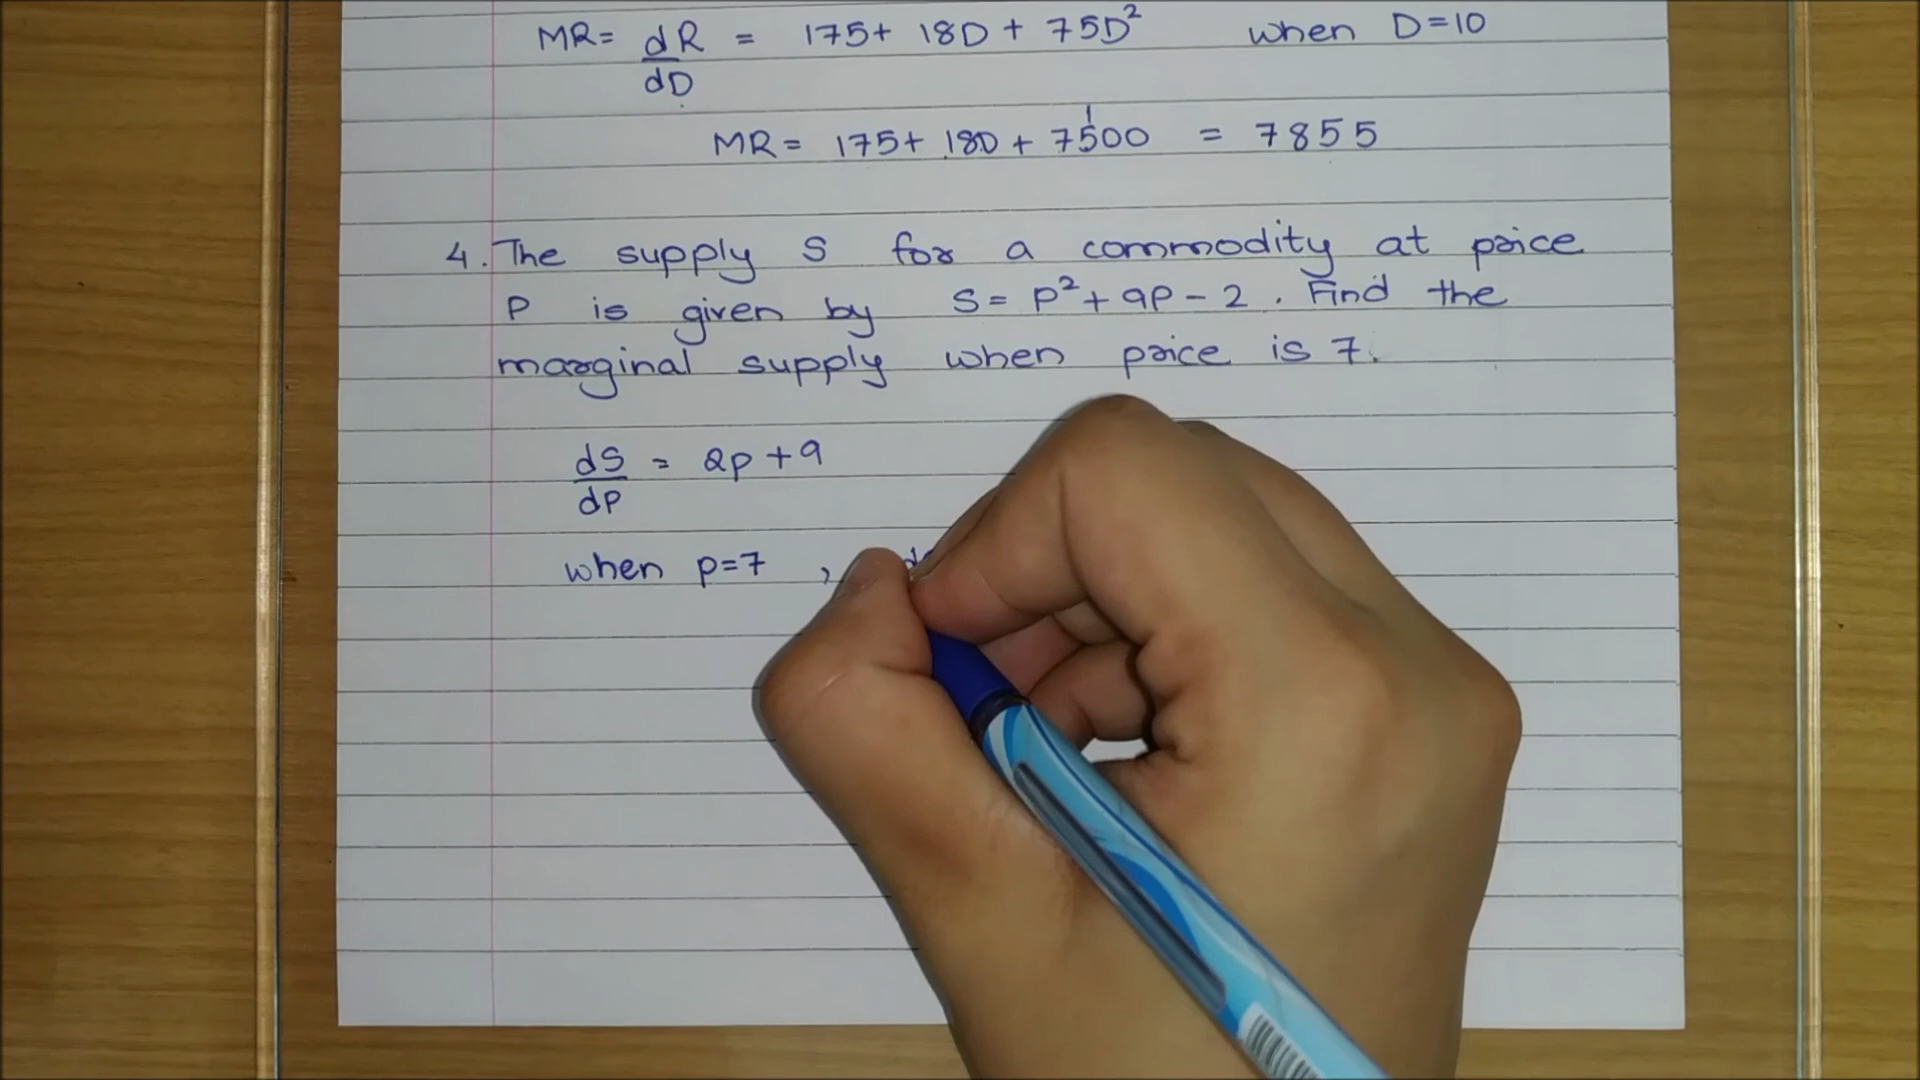 MR= dR = 175+ 18D + 75D² when D=10
dD
MR= 175+ 180 + 7500 = 7855
4. The supply S for a commodity at price
P is given by S= p²+9p-2. Find the
marginal supply when price is 7.
dS = 2p+9
dP
when p=7 ,